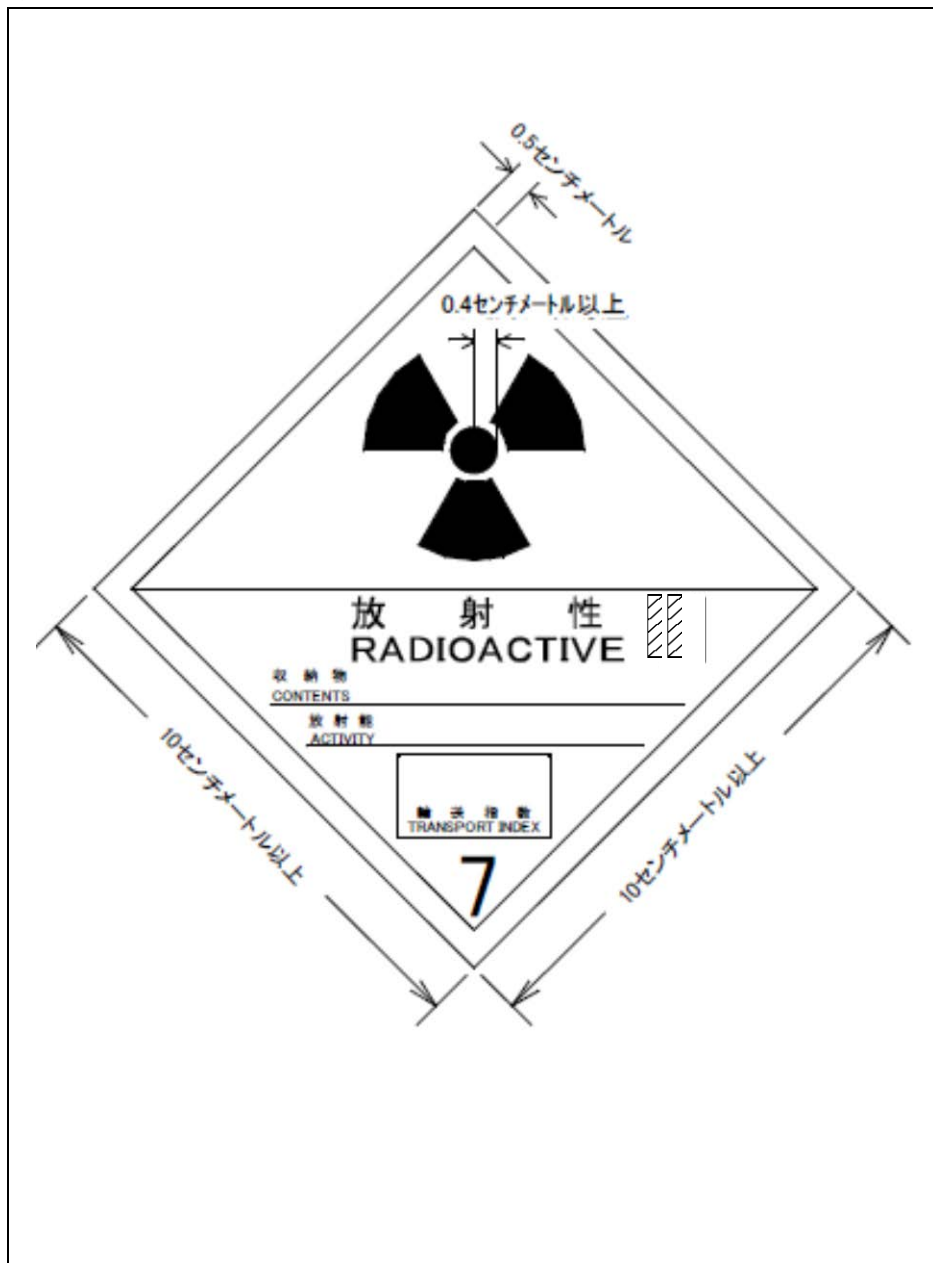 0.5センチメートル
0.4センチメートル以上
放 射 性
RADIOACTIVE
収 納 物
CONTENTS
放 射 能
ACTIVITY
輸 送 指 数
TRANSPORT INDEX
7
10センチメートル以上
10センチメートル以上